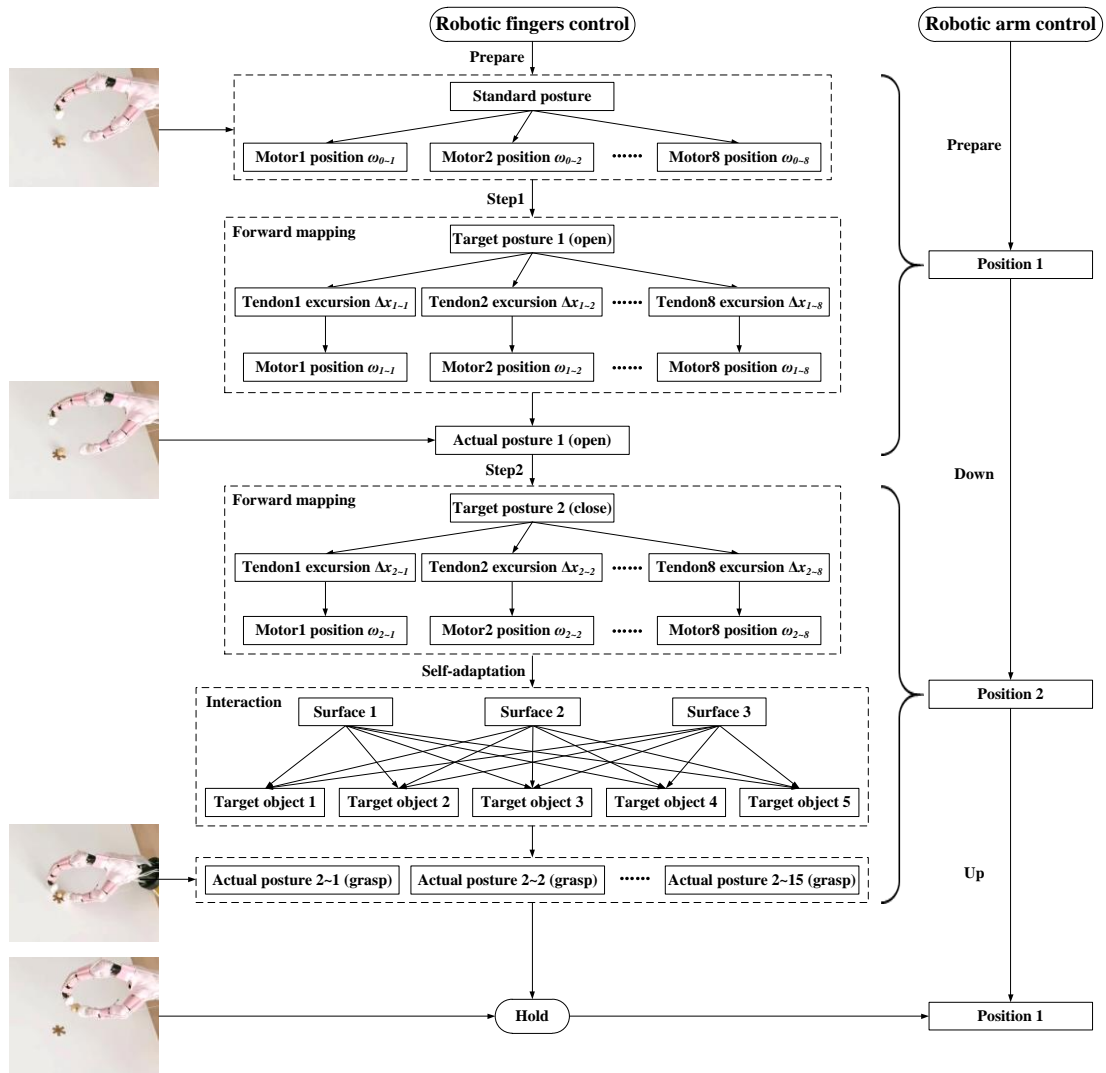 Robotic fingers control
Robotic arm control
Prepare
Standard posture
Motor1 position ω0~1
Motor2 position ω0~2
......
Motor8 position ω0~8
Prepare
Step1
Forward mapping
Target posture 1 (open)
Position 1
Tendon1 excursion Δx1~1
Tendon2 excursion Δx1~2
......
Tendon8 excursion Δx1~8
Motor1 position ω1~1
Motor2 position ω1~2
......
Motor8 position ω1~8
Actual posture 1 (open)
Step2
Down
Forward mapping
Target posture 2 (close)
Tendon1 excursion Δx2~1
Tendon2 excursion Δx2~2
......
Tendon8 excursion Δx2~8
Motor1 position ω2~1
Motor2 position ω2~2
......
Motor8 position ω2~8
Self-adaptation
Interaction
Surface 1
Surface 2
Surface 3
Position 2
Target object 1
Target object 2
Target object 3
Target object 4
Target object 5
Actual posture 2~1 (grasp)
Actual posture 2~2 (grasp)
......
Actual posture 2~15 (grasp)
Up
Hold
Position 1